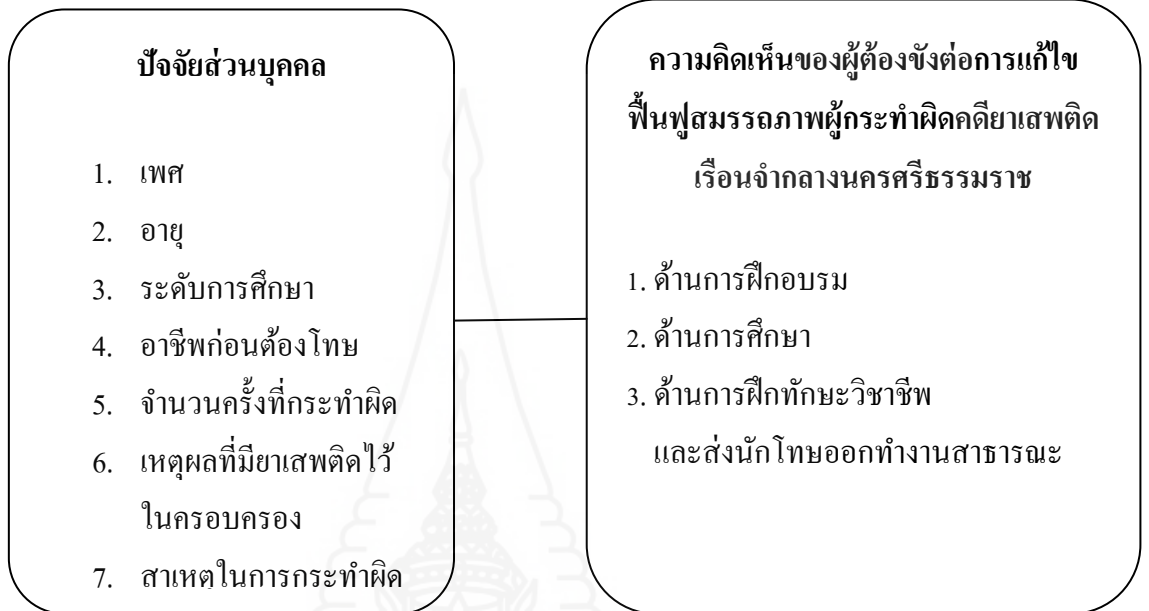 ปัจจัยส่วนบุคคล
1. เพศ
2. อายุ
3. ระดับการศึกษา
4. อาชีพก่อนต้องโทษ
5. จำนวนครั้งที่กระทำผิด
6. เหตุผลที่มียาเสพติดไว้
ในครอบครอง
7. สาเหตุในการกระทำผิด
ความคิดเห็นของผู้ต้องขังต่อการแก้ไข
ฟื้นฟูสมรรถภาพผู้กระทำผิดคดียาเสพติด
เรือนจำกลางนครศรีธรรมราช
1. ด้านการฝึกอบรม
2. ด้านการศึกษา
3. ด้านการฝึกทักษะวิชาชีพ
และส่งนักโทษออกทำงานสาธารณะ